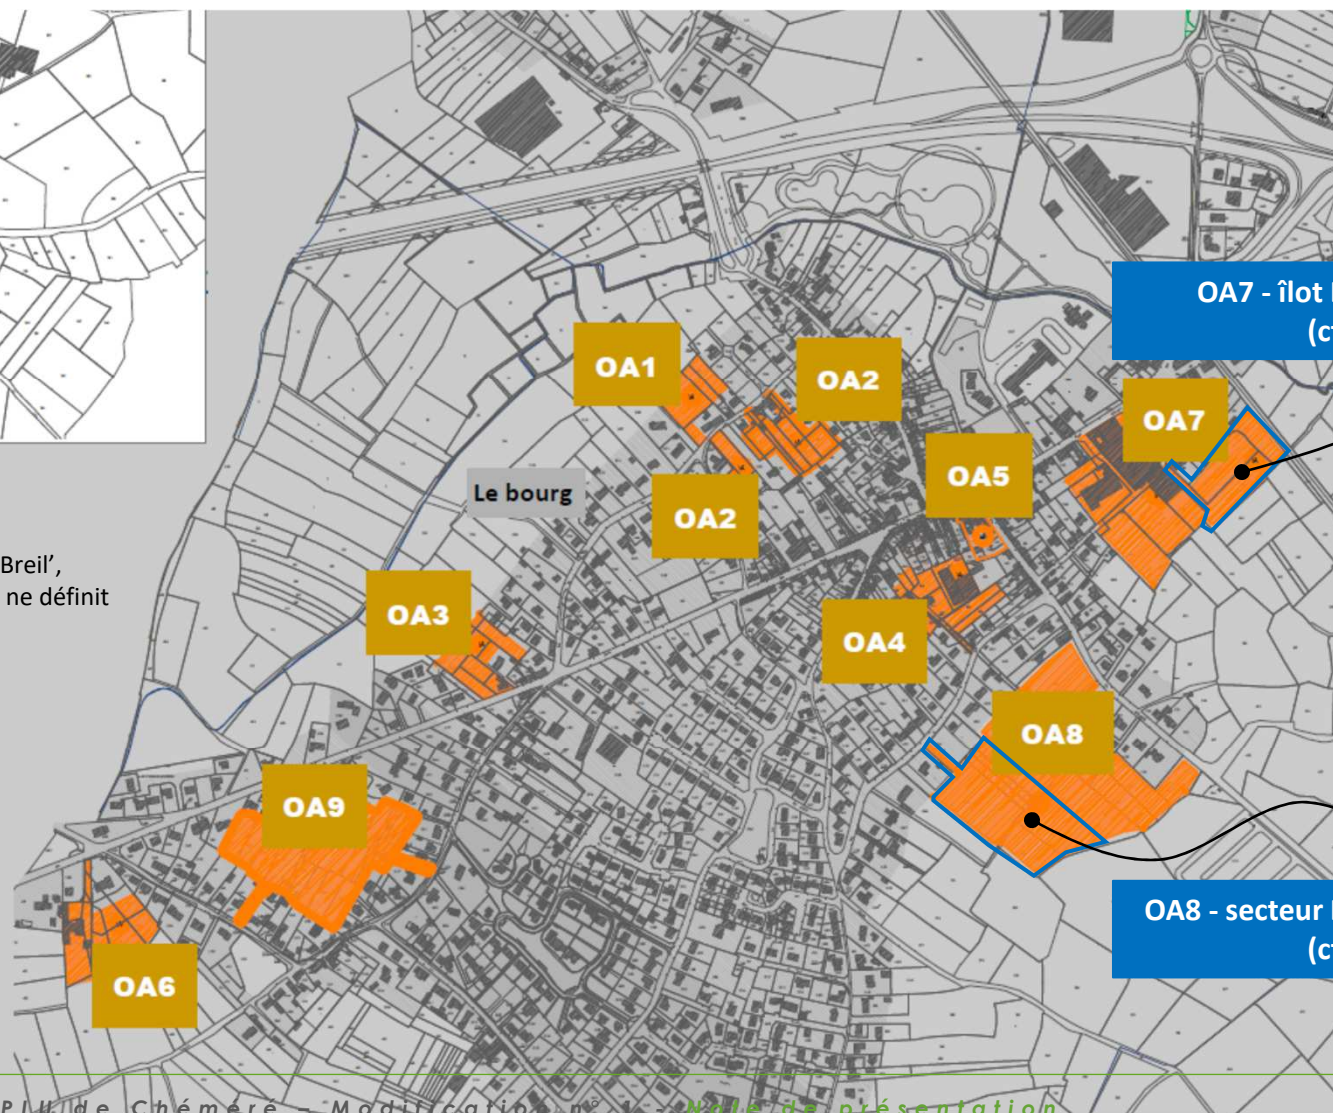 OA7 - îlot
(c
OA1
OA2
OA7
OA5
Le bourg
OA2
Breil’,
ne définit
OA3
OA4
OA8
OA9
OA8 - secteur
(c
OA6
PLU de Chéméré – Modification n° 1 - Note de présentation